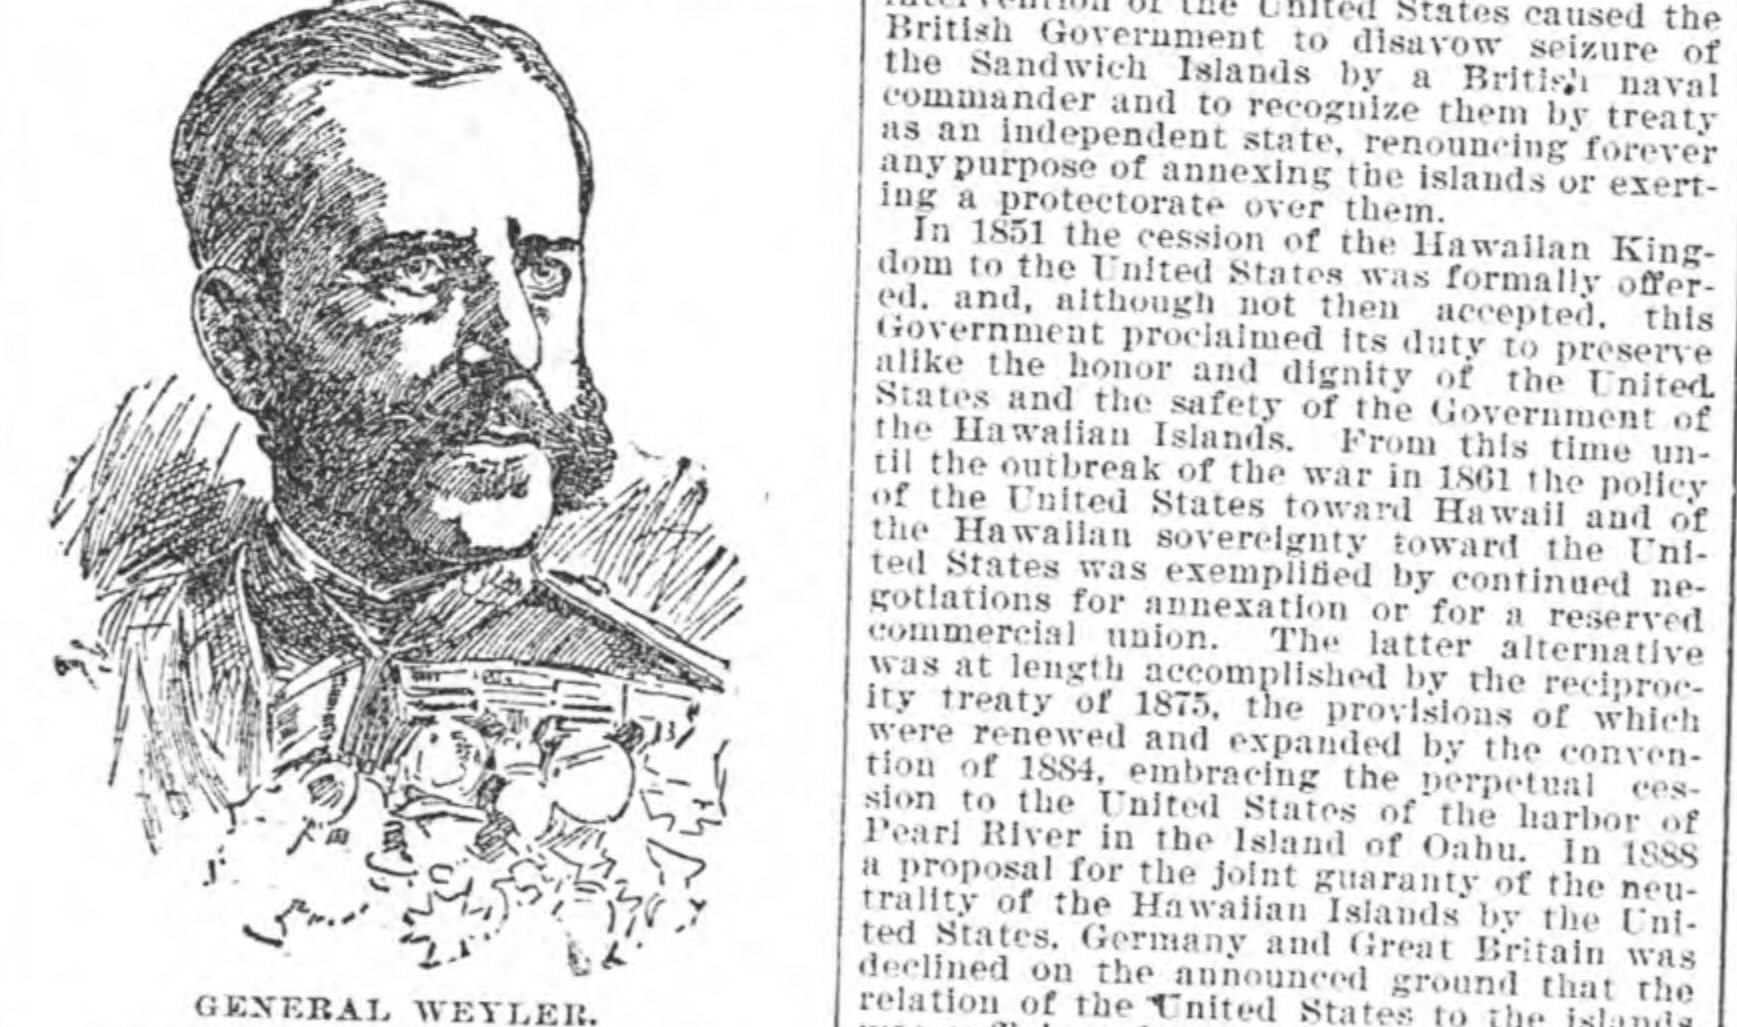 GENERAL WEYLER.
intervention of the United States caused the
British Government to disavow seizure of
the Sandwich Islands by a British naval
commander and to recognize them by treaty
as an independent state, renouncing forever
any purpose of annexing the islands or exert-
ing a protectorate over them.
In 1851 the cession of the Hawaiian King-
dom to the United States was formally offer-
ed, and, although not then accepted, this
Government proclaimed its duty to preserve
alike the honor and dignity of the United
States and the safety of the Government of
the Hawaiian Islands. From this time un-
til the outbreak of the war in 1861 the policy
of the United States toward Hawaii and of
the Hawaiian sovereignty toward the Uni-
ted States was exemplified by continued ne-
gotiations for annexation or for a reserved
commercial union. The latter alternative
was at length accomplished by the reciproc-
ity treaty of 1875, the provisions of which
were renewed and expanded by the conven-
tion of 1884, embracing the perpetual ces-
sion to the United States of the harbor of
Pearl River in the Island of Oahu. In 1888
a proposal for the joint guaranty of the neu-
trality of the Hawaiian Islands by the Uni-
ted States, Germany and Great Britain was
declined on the announced ground that the
relation of the United States to the islands